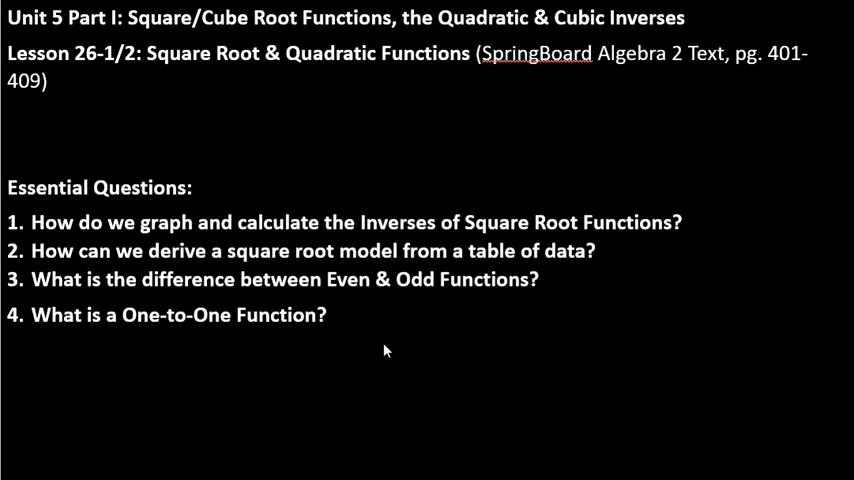 Unit 5 Part I: Square/Cube Root Functions, the Quadratic & Cubic Inverses
Lesson 26-1/2: Square Root & Quadratic Functions (SpringBoard Algebra 2 Text, pg. 401-
409)
Essential Questions:
1. How do we graph and calculate the Inverses of Square Root Functions?
2. How can we derive a square root model from a table of data?
3. What is the difference between Even & Odd Functions?
4. What is a One-to-One Function?